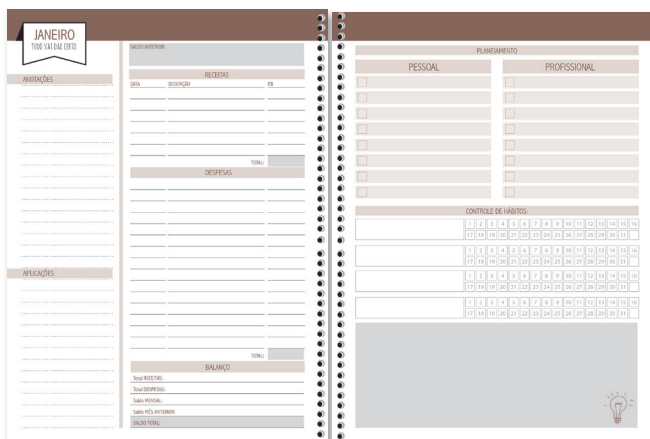 JANEIRO
TUDO VAI DAR CERTO
ANOTAÇÕES
APLICAÇÕES
SALDO ANTERIOR:
RECEITAS
DATA DESCRIÇÃO R$
TOTAL:
DESPESAS
TOTAL:
BALANÇO
Total RECEITAS:
Total DESPESAS:
Saldo MENSAL:
Saldo MÊS ANTERIOR:
SALDO TOTAL:
PLANEJAMENTO
PESSOAL PROFISSIONAL
CONTROLE DE HÁBITOS:
1 2 3 4 5 6 7 8 9 10 11 12 13 14 15 16
17 18 19 20 21 22 23 24 25 26 27 28 29 30 31
1 2 3 4 5 6 7 8 9 10 11 12 13 14 15 16
17 18 19 20 21 22 23 24 25 26 27 28 29 30 31
1 2 3 4 5 6 7 8 9 10 11 12 13 14 15 16
17 18 19 20 21 22 23 24 25 26 27 28 29 30 31
1 2 3 4 5 6 7 8 9 10 11 12 13 14 15 16
17 18 19 20 21 22 23 24 25 26 27 28 29 30 31